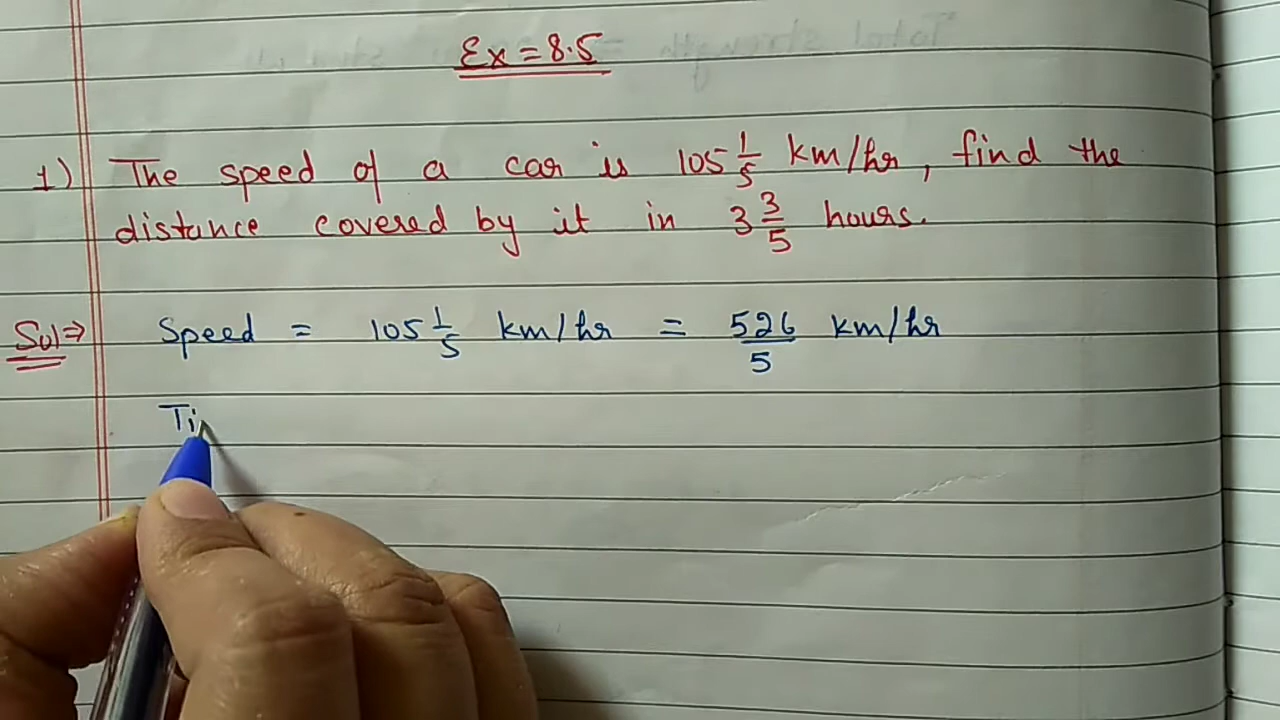 Ex = 8.5
1) The speed of a car is 105 1/5 km/hr, find the
distance covered by it in 3 3/5 hours.
Sol⇒ Speed = 105 1/5 km/hr = 526/5 km/hr
Ti